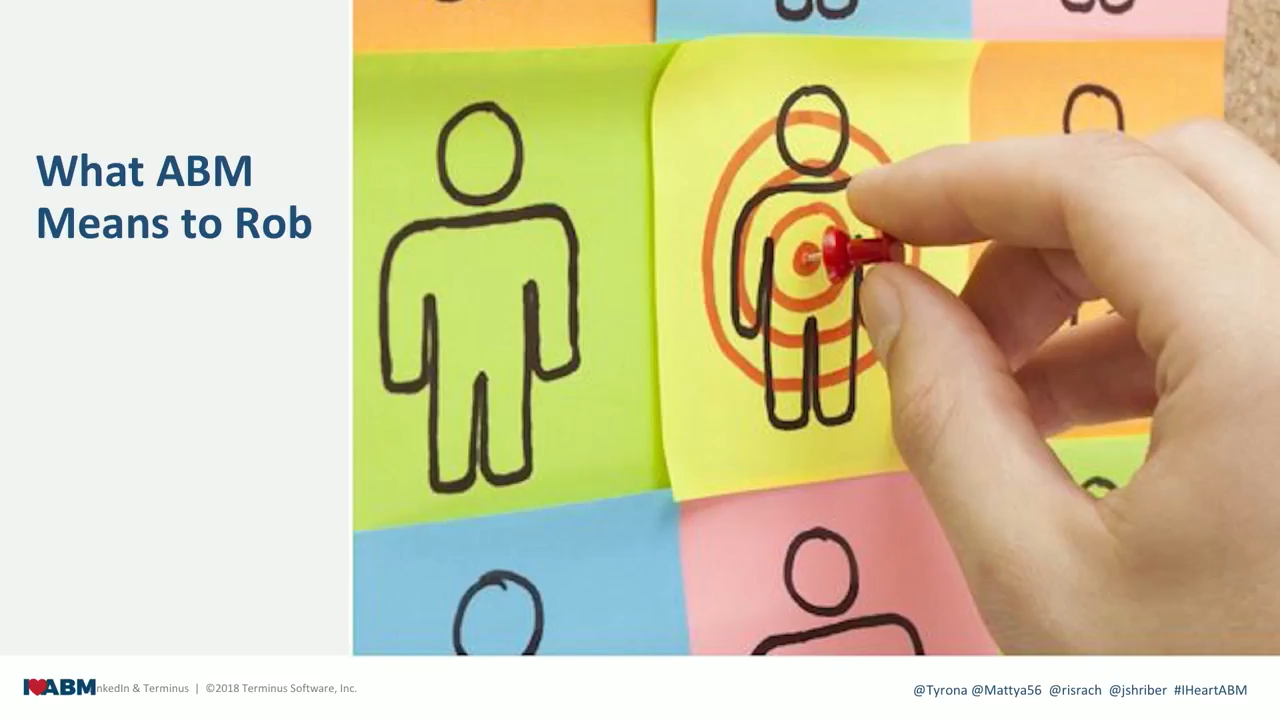 What ABM
Means to Rob
I ABM nkedIn & Terminus | ©2018 Terminus Software, Inc.
@Tyrona @Mattya56 @risrach @jshriber #IHeartABM